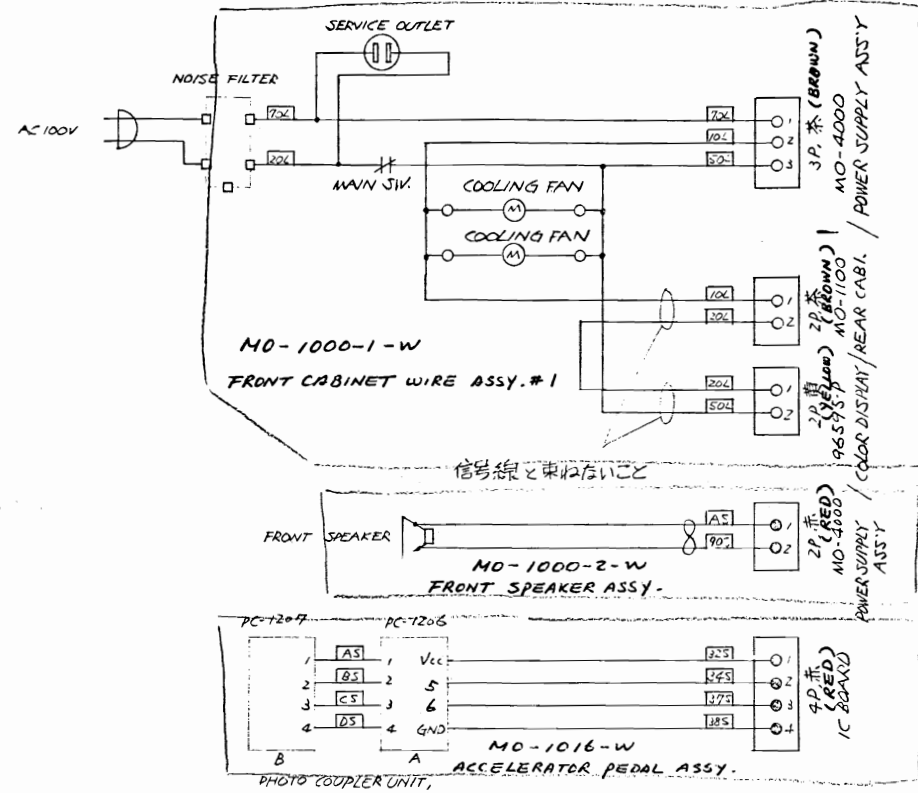 SERVICE OUTLET
NOISE FILTER
AC 100V
70L
20L
MAIN SW.
COOLING FAN
M
COOLING FAN
M
70L
10L
50L
1
2
3
3P. 茶 (BROWN)
MO-4000
/ POWER SUPPLY ASS'Y
10L
20L
1
2
2P. 茶 (BROWN)
MO-1100
/ REAR CABI.
20L
50L
1
2
2P. 黄 (YELLOW)
96595-P
/ COLOR DISPLAY
MO-1000-1-W
FRONT CABINET WIRE ASSY. #1
信号線と束ねないこと
FRONT SPEAKER
AS
90S
1
2
2P. 赤 (RED)
MO-4000
POWER SUPPLY ASS'Y
MO-1000-2-W
FRONT SPEAKER ASSY.
PC-1207
PC-1206
1 AS 1 Vcc 32S 1
2 BS 2 5 34S 2
3 CS 3 6 37S 3
4 DS 4 GND 38S 4
4P. 赤 (RED)
IC BOARD
B
A
MO-1016-W
ACCELERATOR PEDAL ASSY.
PHOTO COUPLER UNIT,